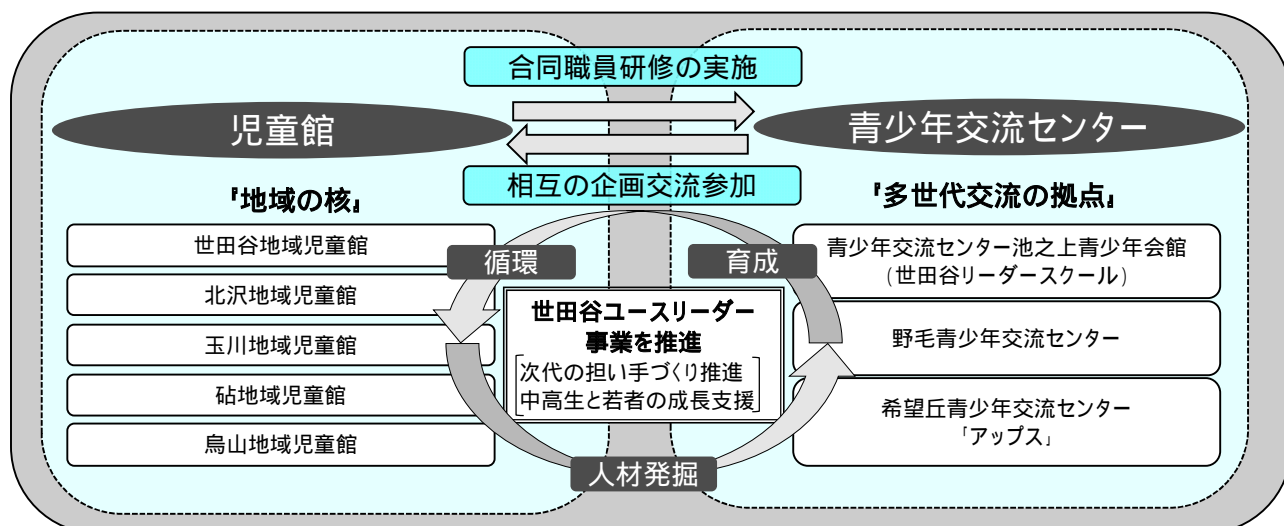 合同職員研修の実施
児童館
青少年交流センター
相互の企画交流参加
『地域の核』
『多世代交流の拠点』
世田谷地域児童館
北沢地域児童館
玉川地域児童館
砧地域児童館
烏山地域児童館
循環
育成
世田谷ユースリーダー
事業を推進
次代の担い手づくり推進
中高生と若者の成長支援
人材発掘
青少年交流センター池之上青少年会館
（世田谷リーダースクール）
野毛青少年交流センター
希望丘青少年交流センター
「アップス」